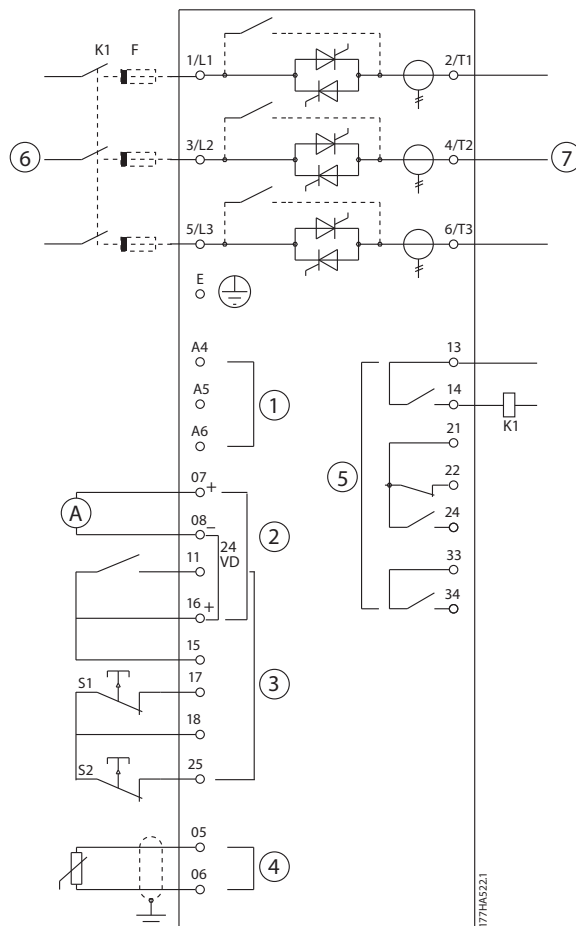 K1 F 1/L1 2/T1
6 3/L2 4/T2 7
5/L3 6/T3
E
A4
A5 1
A6
13
14
K1
21
22
24
33
34
5
07 +
A
08 − 24 VD 2
11
16 +
15
S1 17 3
18
S2 25
05
4
06
177HA522.1